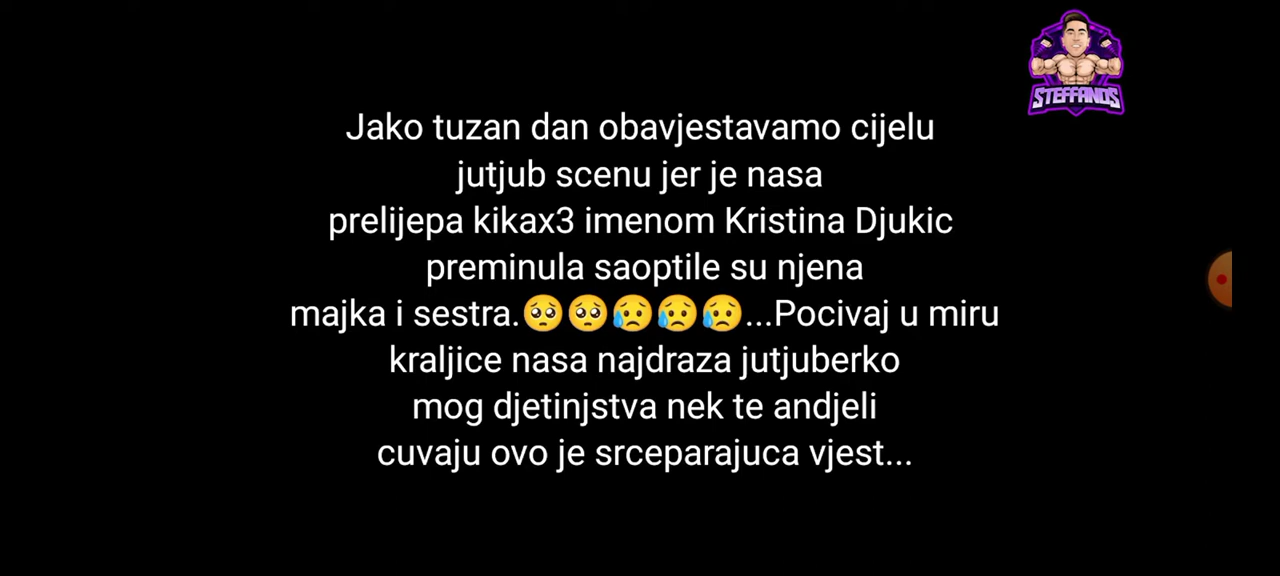 STEFFANOS
Jako tuzan dan obavjestavamo cijelu
jutjub scenu jer je nasa
prelijepa kikax3 imenom Kristina Djukic
preminula saoptile su njena
majka i sestra.🥺🥺😥😥😥...Pocivaj u miru
kraljice nasa najdraza jutjuberko
mog djetinjstva nek te andjeli
cuvaju ovo je srceparajuca vjest...